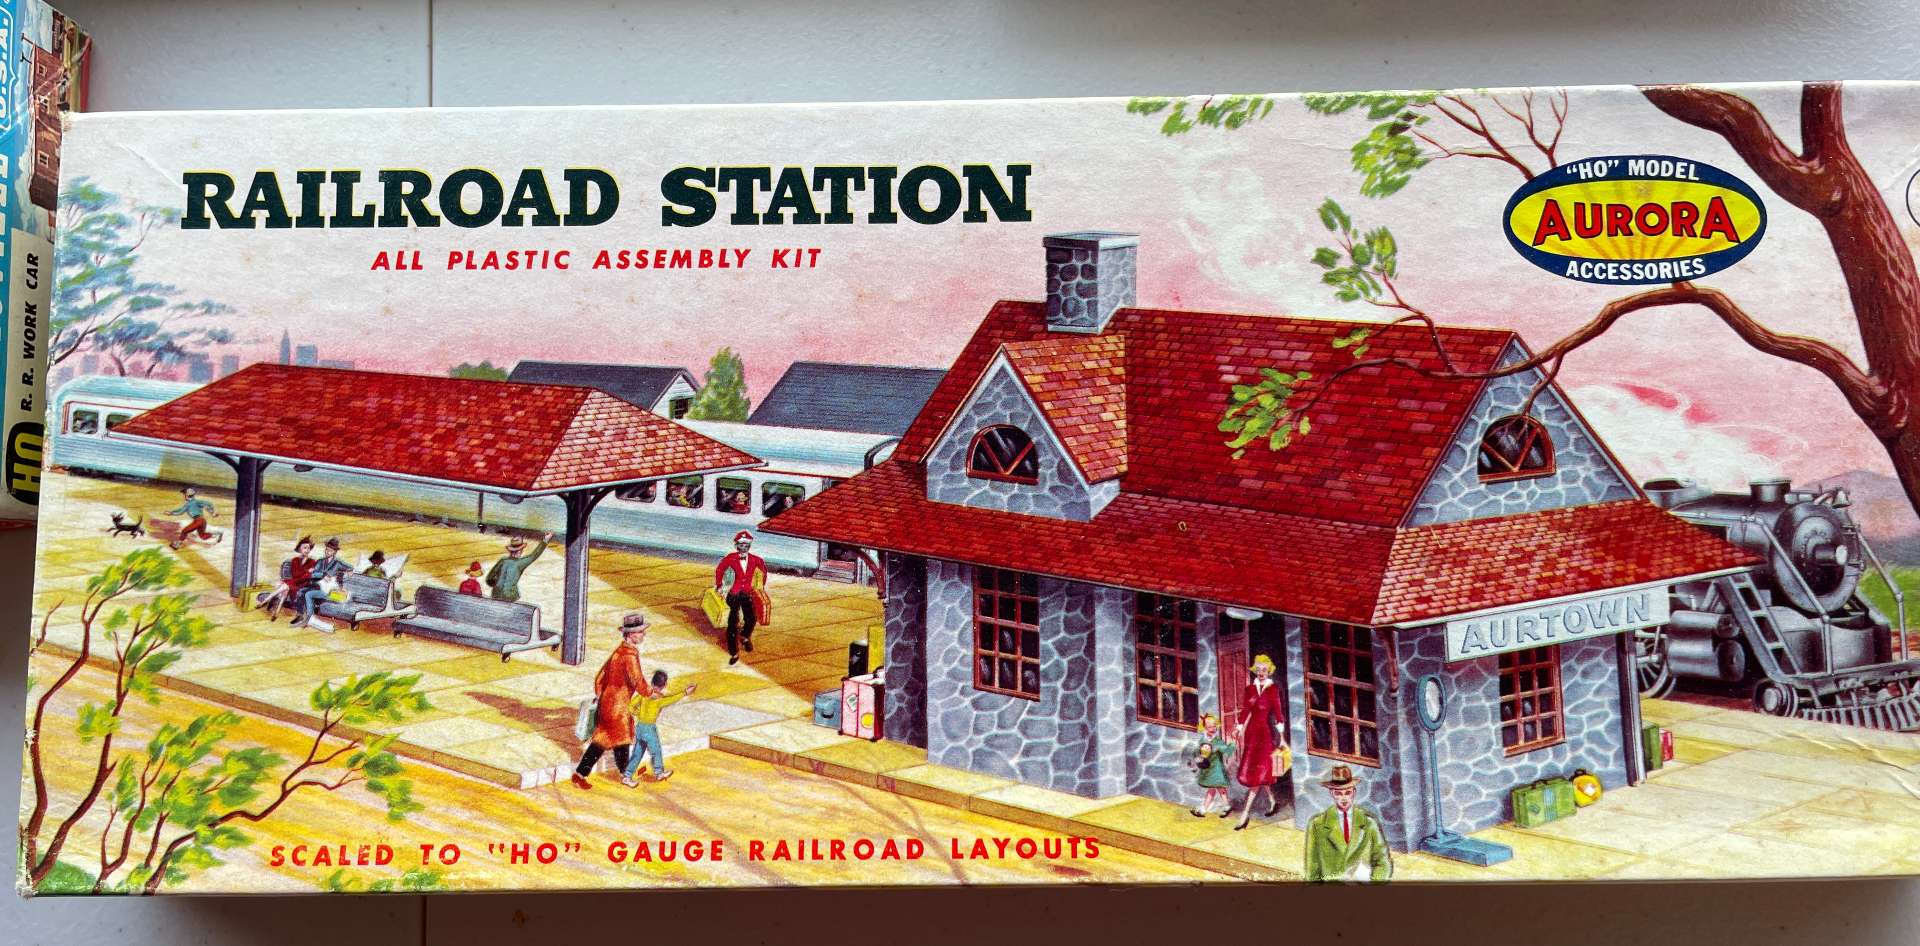 RAILROAD STATION
ALL PLASTIC ASSEMBLY KIT
"HO" MODEL
AURORA
ACCESSORIES
AURTOWN
SCALED TO "HO" GAUGE RAILROAD LAYOUTS
U.S.A.
HO R. R. WORK CAR